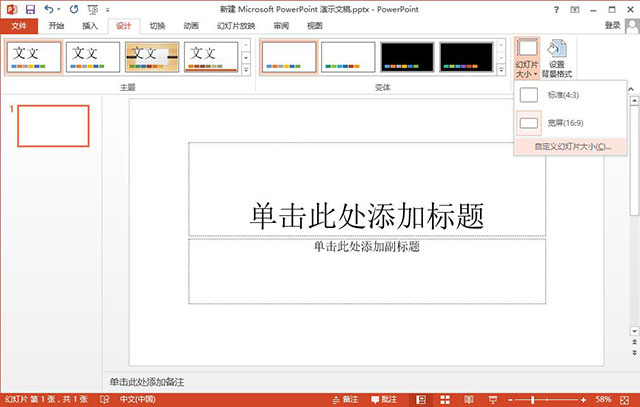 新建 Microsoft PowerPoint 演示文稿.pptx - PowerPoint
文件 开始 插入 设计 切换 动画 幻灯片放映 审阅 视图 登录
文文 文文 文文 文文
幻灯片
大小
设置
背景格式
主题 变体
标准(4:3)
宽屏(16:9)
自定义幻灯片大小(C)...
1
单击此处添加标题
单击此处添加副标题
单击此处添加备注
幻灯片 第 1 张，共 1 张 中文(中国) 备注 批注 58%